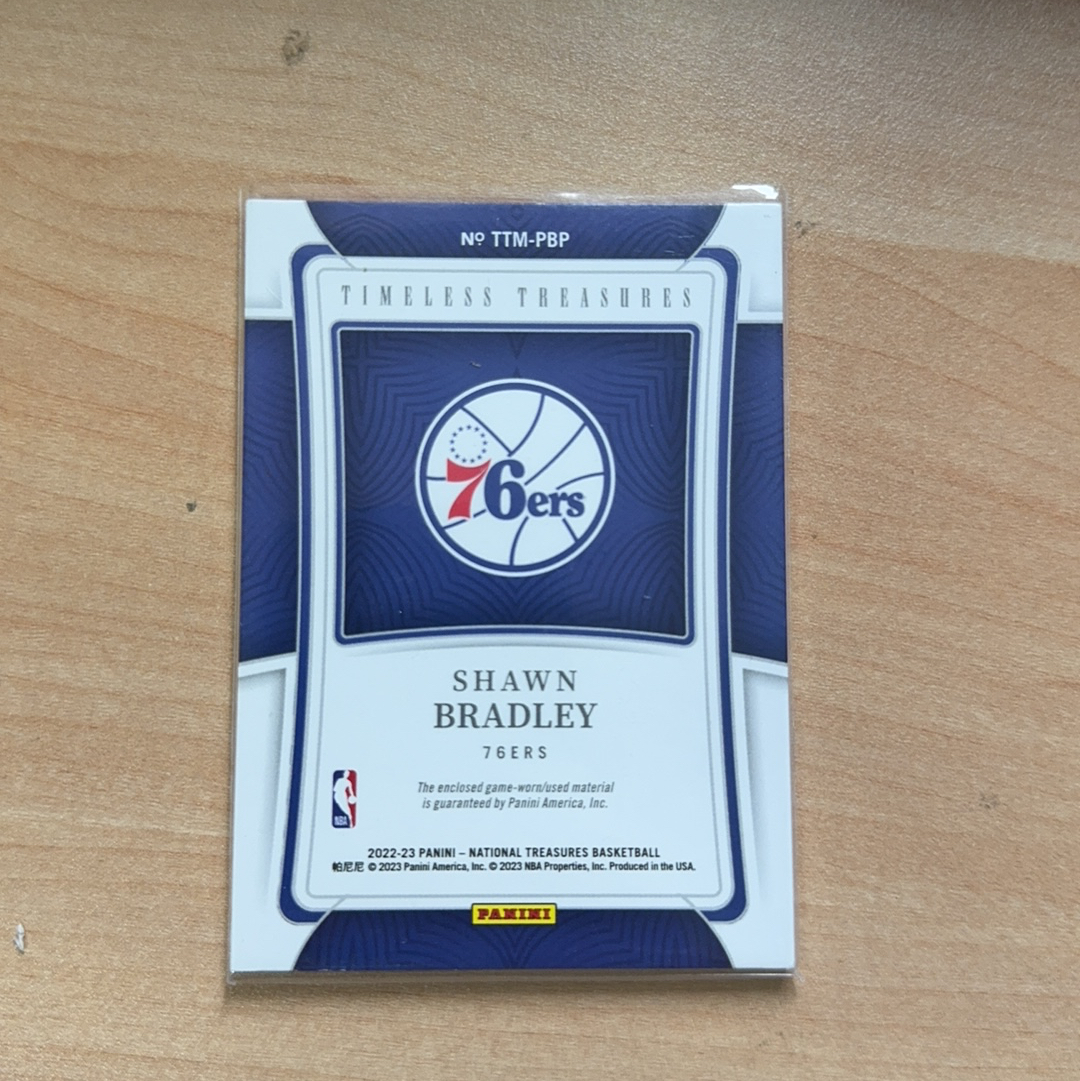 Nº TTM-PBP
TIMELESS TREASURES
76ers
SHAWN
BRADLEY
76ERS
The enclosed game-worn/used material
is guaranteed by Panini America, Inc.
NBA
2022-23 PANINI – NATIONAL TREASURES BASKETBALL
帕尼尼 © 2023 Panini America, Inc. © 2023 NBA Properties, Inc. Produced in the USA.
PANINI